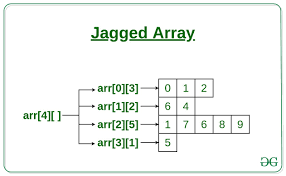 Jagged Array
arr[0][3] 0 1 2
arr[1][2] 6 4
arr[4][ ]
arr[2][5] 1 7 6 8 9
arr[3][1] 5